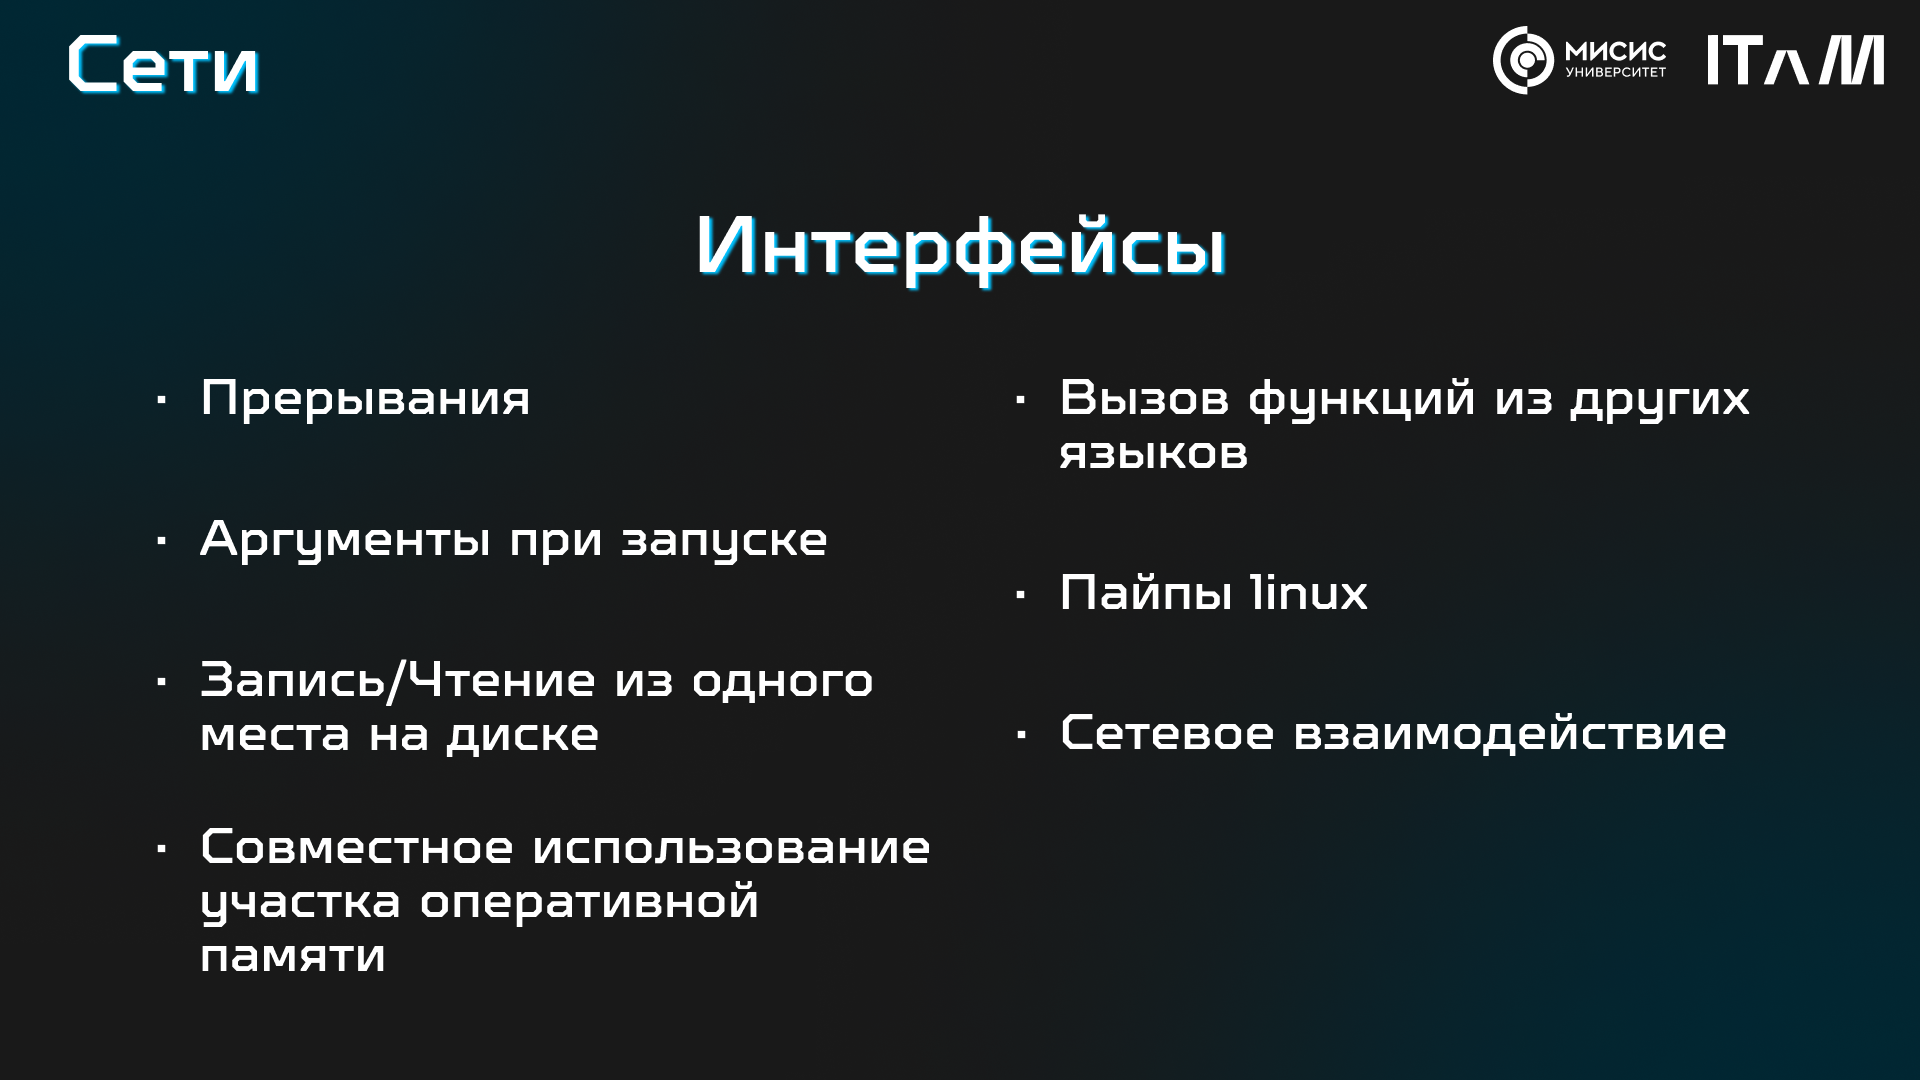 Сети
МИСИС
УНИВЕРСИТЕТ
ITAM
Интерфейсы
· Прерывания
· Аргументы при запуске
· Запись/Чтение из одного
места на диске
· Совместное использование
участка оперативной
памяти
· Вызов функций из других
языков
· Пайпы linux
· Сетевое взаимодействие